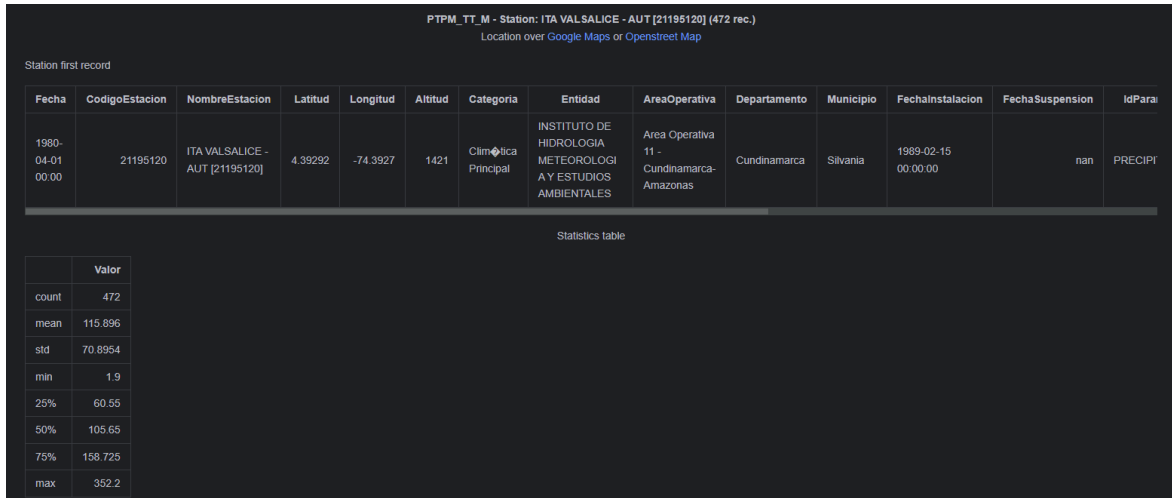 PTPM_TT_M - Station: ITA VALSALICE - AUT [21195120] (472 rec.)
Location over Google Maps or Openstreet Map
Station first record
Fecha CodigoEstacion NombreEstacion Latitud Longitud Altitud Categoria Entidad AreaOperativa Departamento Municipio FechaInstalacion FechaSuspension IdParar
1980-
04-01
00:00
21195120
ITA VALSALICE -
AUT [21195120]
4.39292
-74.3927
1421
Clim�tica
Principal
INSTITUTO DE
HIDROLOGIA
METEOROLOGI
A Y ESTUDIOS
AMBIENTALES
Area Operativa
11 -
Cundinamarca-
Amazonas
Cundinamarca
Silvania
1989-02-15
00:00:00
nan
PRECIPI
Statistics table
Valor
count 472
mean 115.896
std 70.8954
min 1.9
25% 60.55
50% 105.65
75% 158.725
max 352.2